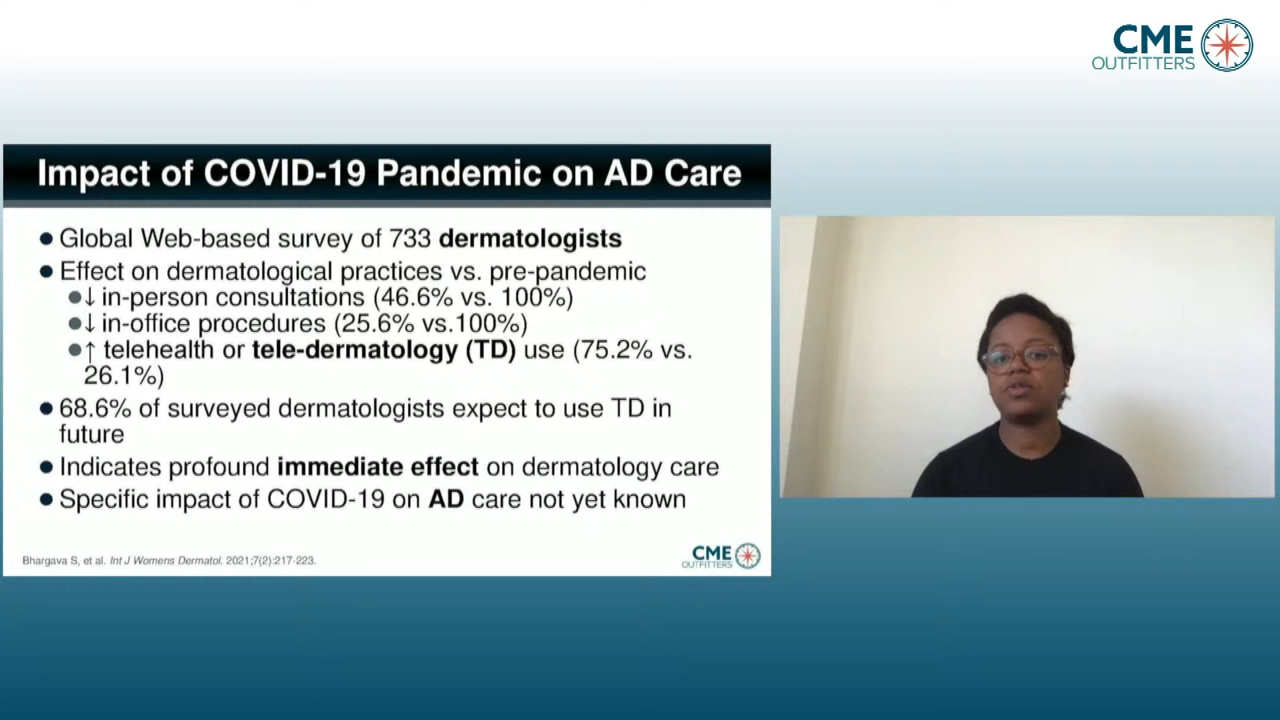 CME
OUTFITTERS
Impact of COVID-19 Pandemic on AD Care
● Global Web-based survey of 733 dermatologists
● Effect on dermatological practices vs. pre-pandemic
●↓ in-person consultations (46.6% vs. 100%)
●↓ in-office procedures (25.6% vs.100%)
●↑ telehealth or tele-dermatology (TD) use (75.2% vs.
26.1%)
● 68.6% of surveyed dermatologists expect to use TD in
future
● Indicates profound immediate effect on dermatology care
● Specific impact of COVID-19 on AD care not yet known
Bhargava S, et al. Int J Womens Dermatol. 2021;7(2):217-223.
CME
OUTFITTERS